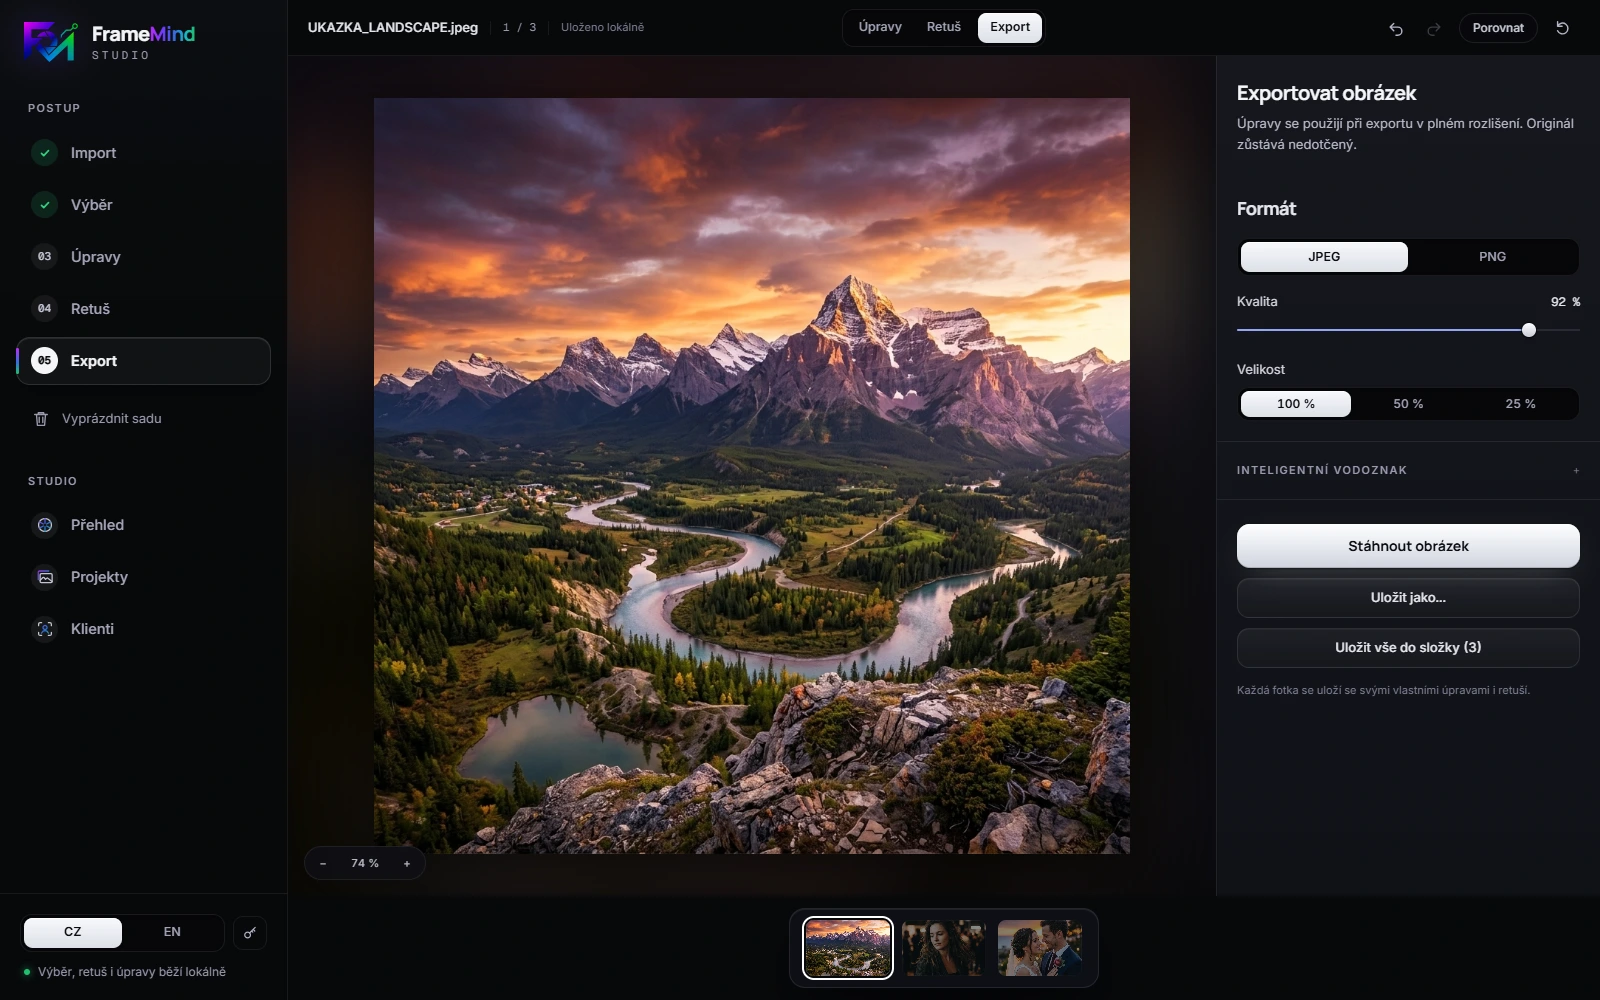 FrameMind
STUDIO
POSTUP
Import
Výběr
03 Úpravy
04 Retuš
05 Export
Vyprázdnit sadu
STUDIO
Přehled
Projekty
Klienti
CZ EN
Výběr, retuš i úpravy běží lokálně
UKAZKA_LANDSCAPE.jpeg 1 / 3 Uloženo lokálně
Úpravy Retuš Export
Porovnat
− 74 % +
Exportovat obrázek
Úpravy se použijí při exportu v plném rozlišení. Originál
zůstává nedotčený.
Formát
JPEG PNG
Kvalita 92 %
Velikost
100 % 50 % 25 %
INTELIGENTNÍ VODOZNAK +
Stáhnout obrázek
Uložit jako...
Uložit vše do složky (3)
Každá fotka se uloží se svými vlastními úpravami i retuší.